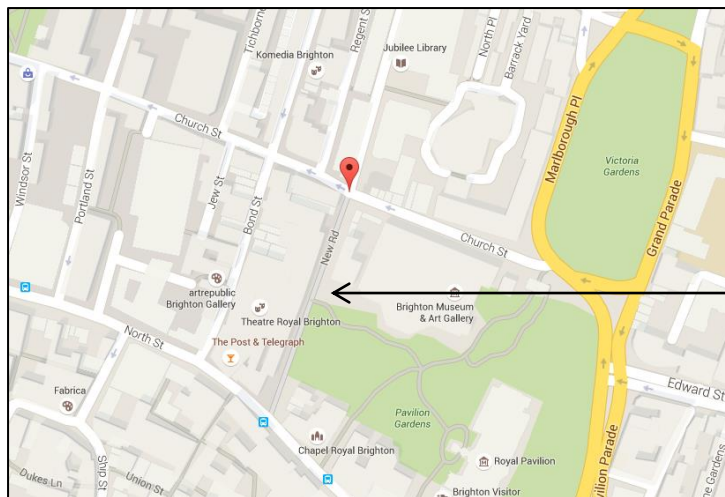 Tichborne St
Regent St
North Pl
Barrack Yard
Komedia Brighton
Jubilee Library
Marlborough Pl
Victoria
Gardens
Grand Parade
Church St
Windsor St
Portland St
Jew St
Bond St
New Rd
Church St
artrepublic
Brighton Gallery
Theatre Royal Brighton
Brighton Museum
& Art Gallery
The Post & Telegraph
North St
Edward St
Fabrica
Pavilion
Gardens
Chapel Royal Brighton
Royal Pavilion
Ship St
Union St
Dukes Ln
Brighton Visitor
ilion Parade
e Gardens